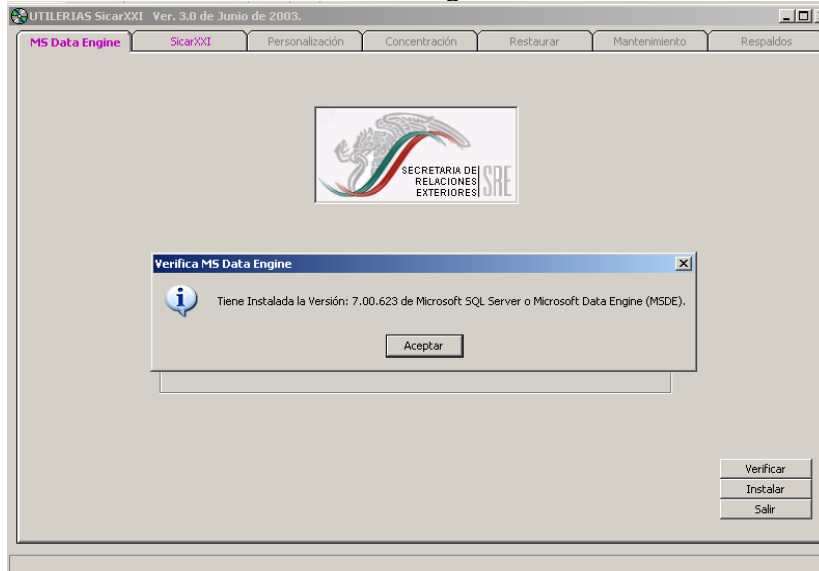 UTILERIAS SicarXXI Ver. 3.0 de Junio de 2003.
MS Data Engine SicarXXI Personalización Concentración Restaurar Mantenimiento Respaldos
SECRETARIA DE
RELACIONES
EXTERIORES
SRE
Verifica MS Data Engine
Tiene Instalada la Versión: 7.00.623 de Microsoft SQL Server o Microsoft Data Engine (MSDE).
Aceptar
Verificar
Instalar
Salir